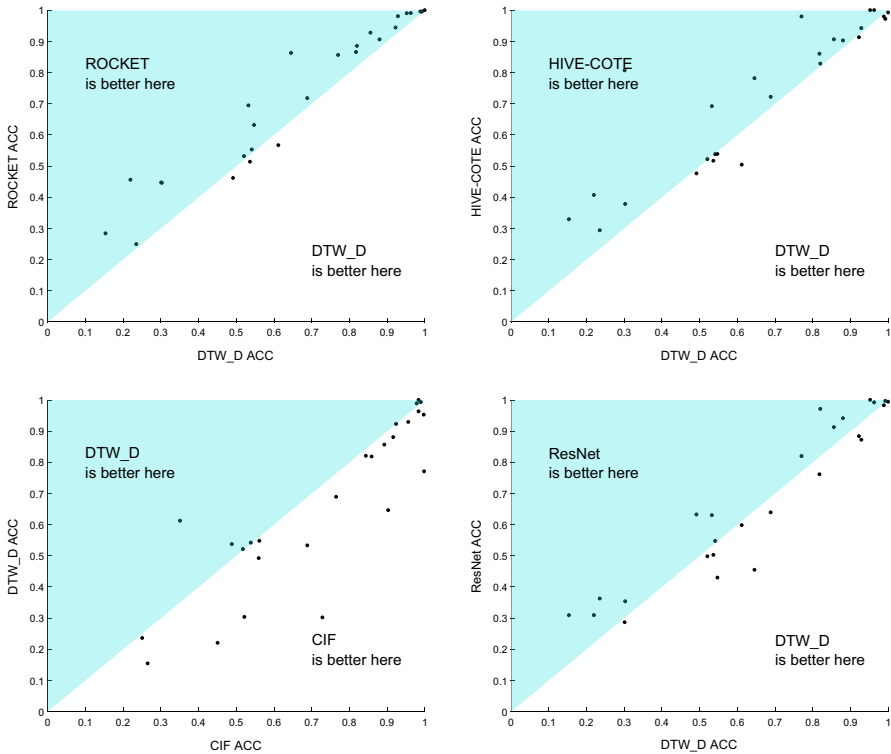 1
0.9
0.8
0.7
0.6
0.5
0.4
0.3
0.2
0.1
0
ROCKET ACC
ROCKET
is better here
DTW_D
is better here
0 0.1 0.2 0.3 0.4 0.5 0.6 0.7 0.8 0.9 1
DTW_D ACC
1
0.9
0.8
0.7
0.6
0.5
0.4
0.3
0.2
0.1
0
HIVE-COTE ACC
HIVE-COTE
is better here
DTW_D
is better here
0 0.1 0.2 0.3 0.4 0.5 0.6 0.7 0.8 0.9 1
DTW_D ACC
1
0.9
0.8
0.7
0.6
0.5
0.4
0.3
0.2
0.1
0
DTW_D ACC
DTW_D
is better here
CIF
is better here
0 0.1 0.2 0.3 0.4 0.5 0.6 0.7 0.8 0.9 1
CIF ACC
1
0.9
0.8
0.7
0.6
0.5
0.4
0.3
0.2
0.1
0
ResNet ACC
ResNet
is better here
DTW_D
is better here
0 0.1 0.2 0.3 0.4 0.5 0.6 0.7 0.8 0.9 1
DTW_D ACC